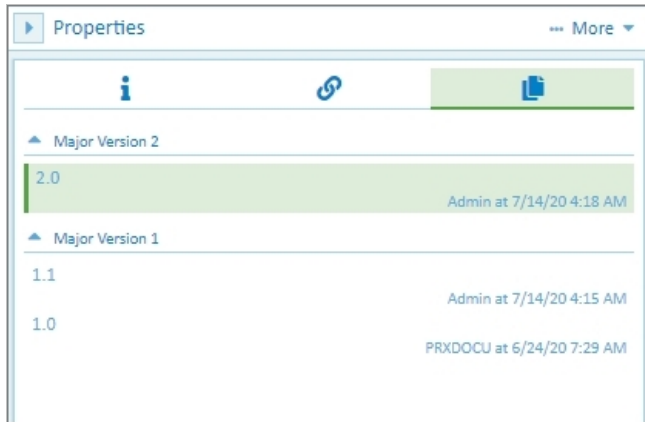 Properties
... More
Major Version 2
2.0
Admin at 7/14/20 4:18 AM
Major Version 1
1.1
Admin at 7/14/20 4:15 AM
1.0
PRXDOCU at 6/24/20 7:29 AM